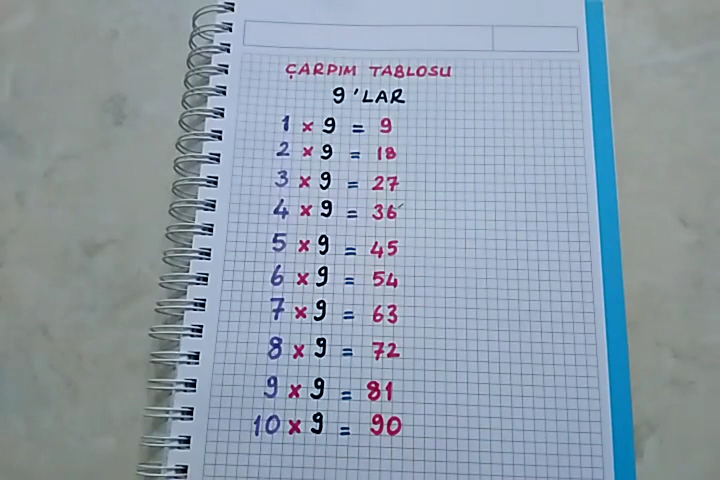 ÇARPIM TABLOSU
9'LAR
1 x 9 = 9
2 x 9 = 18
3 x 9 = 27
4 x 9 = 36
5 x 9 = 45
6 x 9 = 54
7 x 9 = 63
8 x 9 = 72
9 x 9 = 81
10 x 9 = 90